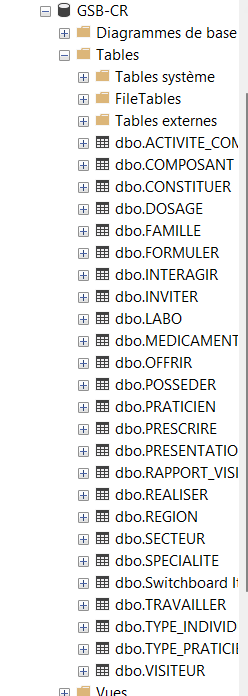 GSB-CR
Diagrammes de base
Tables
Tables système
FileTables
Tables externes
dbo.ACTIVITE_COM
dbo.COMPOSANT
dbo.CONSTITUER
dbo.DOSAGE
dbo.FAMILLE
dbo.FORMULER
dbo.INTERAGIR
dbo.INVITER
dbo.LABO
dbo.MEDICAMENT
dbo.OFFRIR
dbo.POSSEDER
dbo.PRATICIEN
dbo.PRESCRIRE
dbo.PRESENTATIO
dbo.RAPPORT_VISI
dbo.REALISER
dbo.REGION
dbo.SECTEUR
dbo.SPECIALITE
dbo.Switchboard It
dbo.TRAVAILLER
dbo.TYPE_INDIVID
dbo.TYPE_PRATICIE
dbo.VISITEUR
Vues